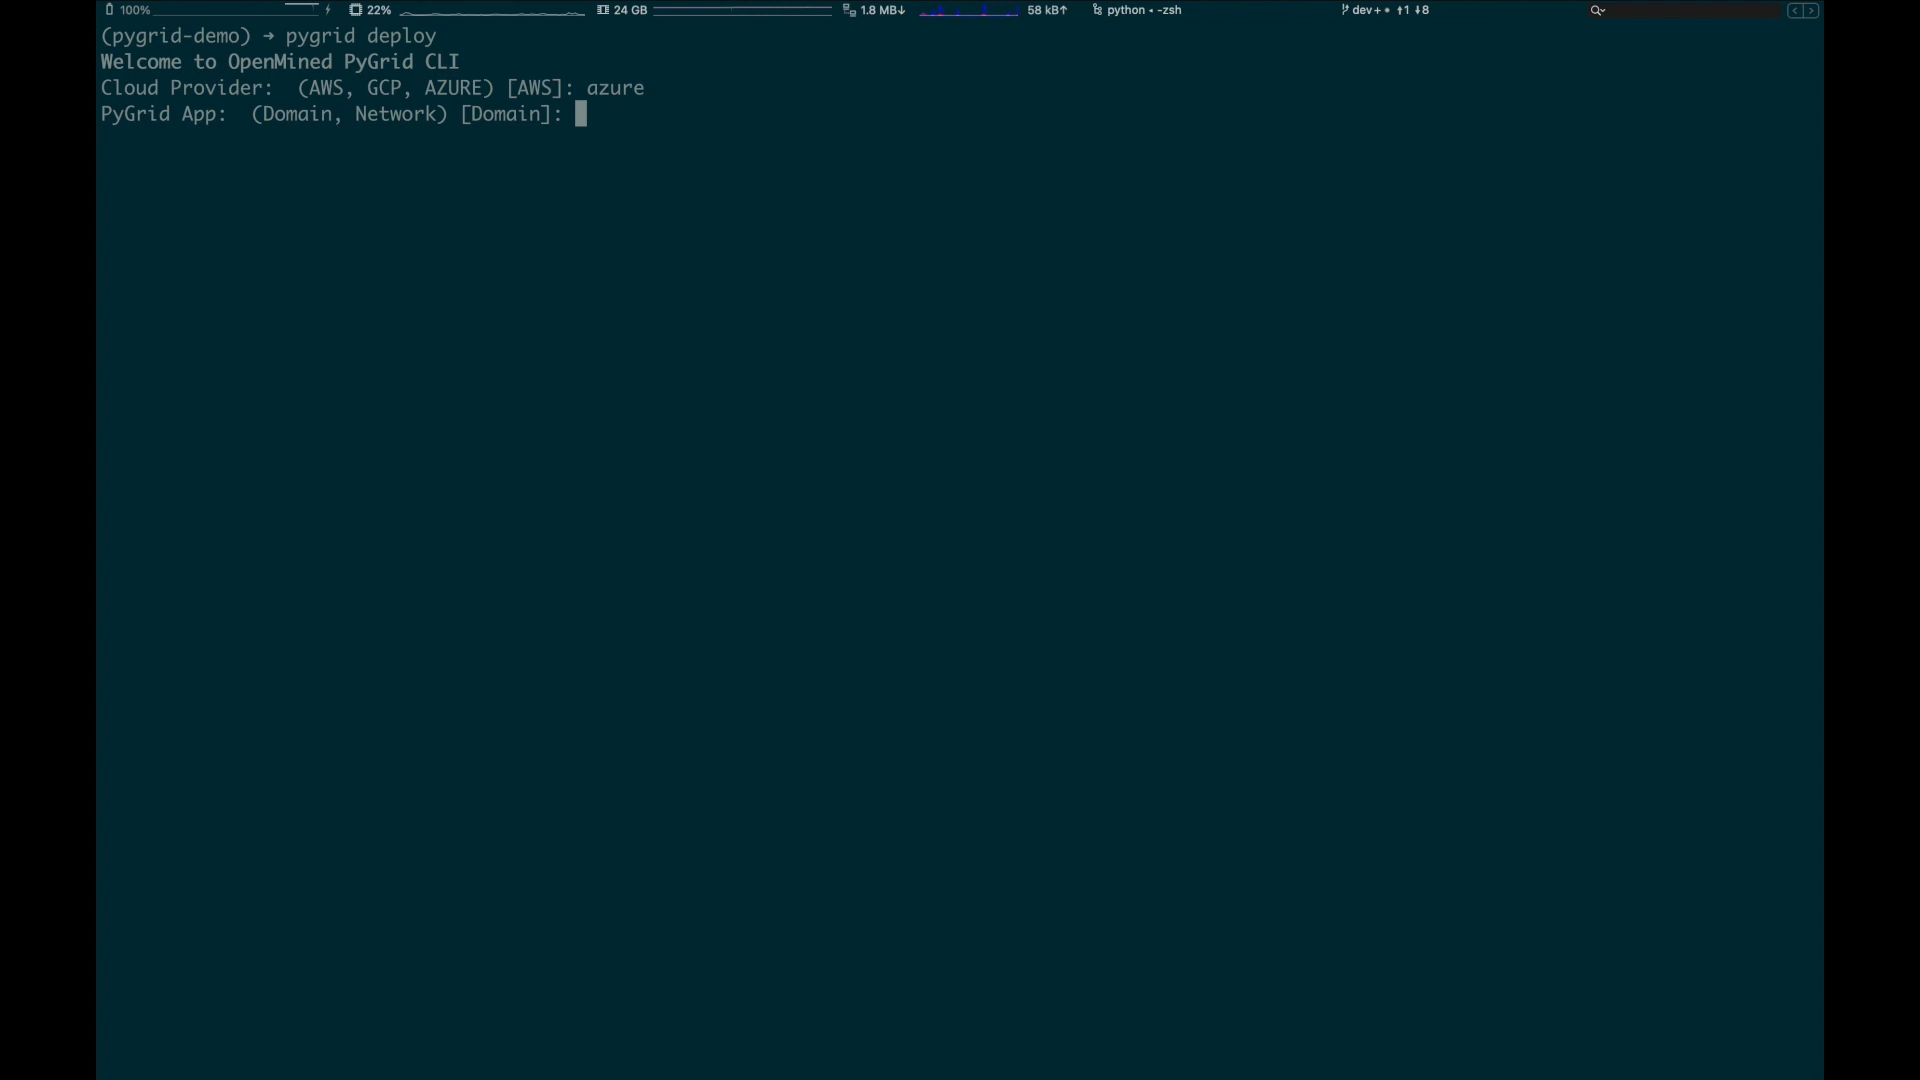 100% 22% 24 GB 1.8 MB↓ 58 kB↑ python ◂ -zsh dev + • ↑1 ↓8
(pygrid-demo) → pygrid deploy
Welcome to OpenMined PyGrid CLI
Cloud Provider:  (AWS, GCP, AZURE) [AWS]: azure
PyGrid App:  (Domain, Network) [Domain]: